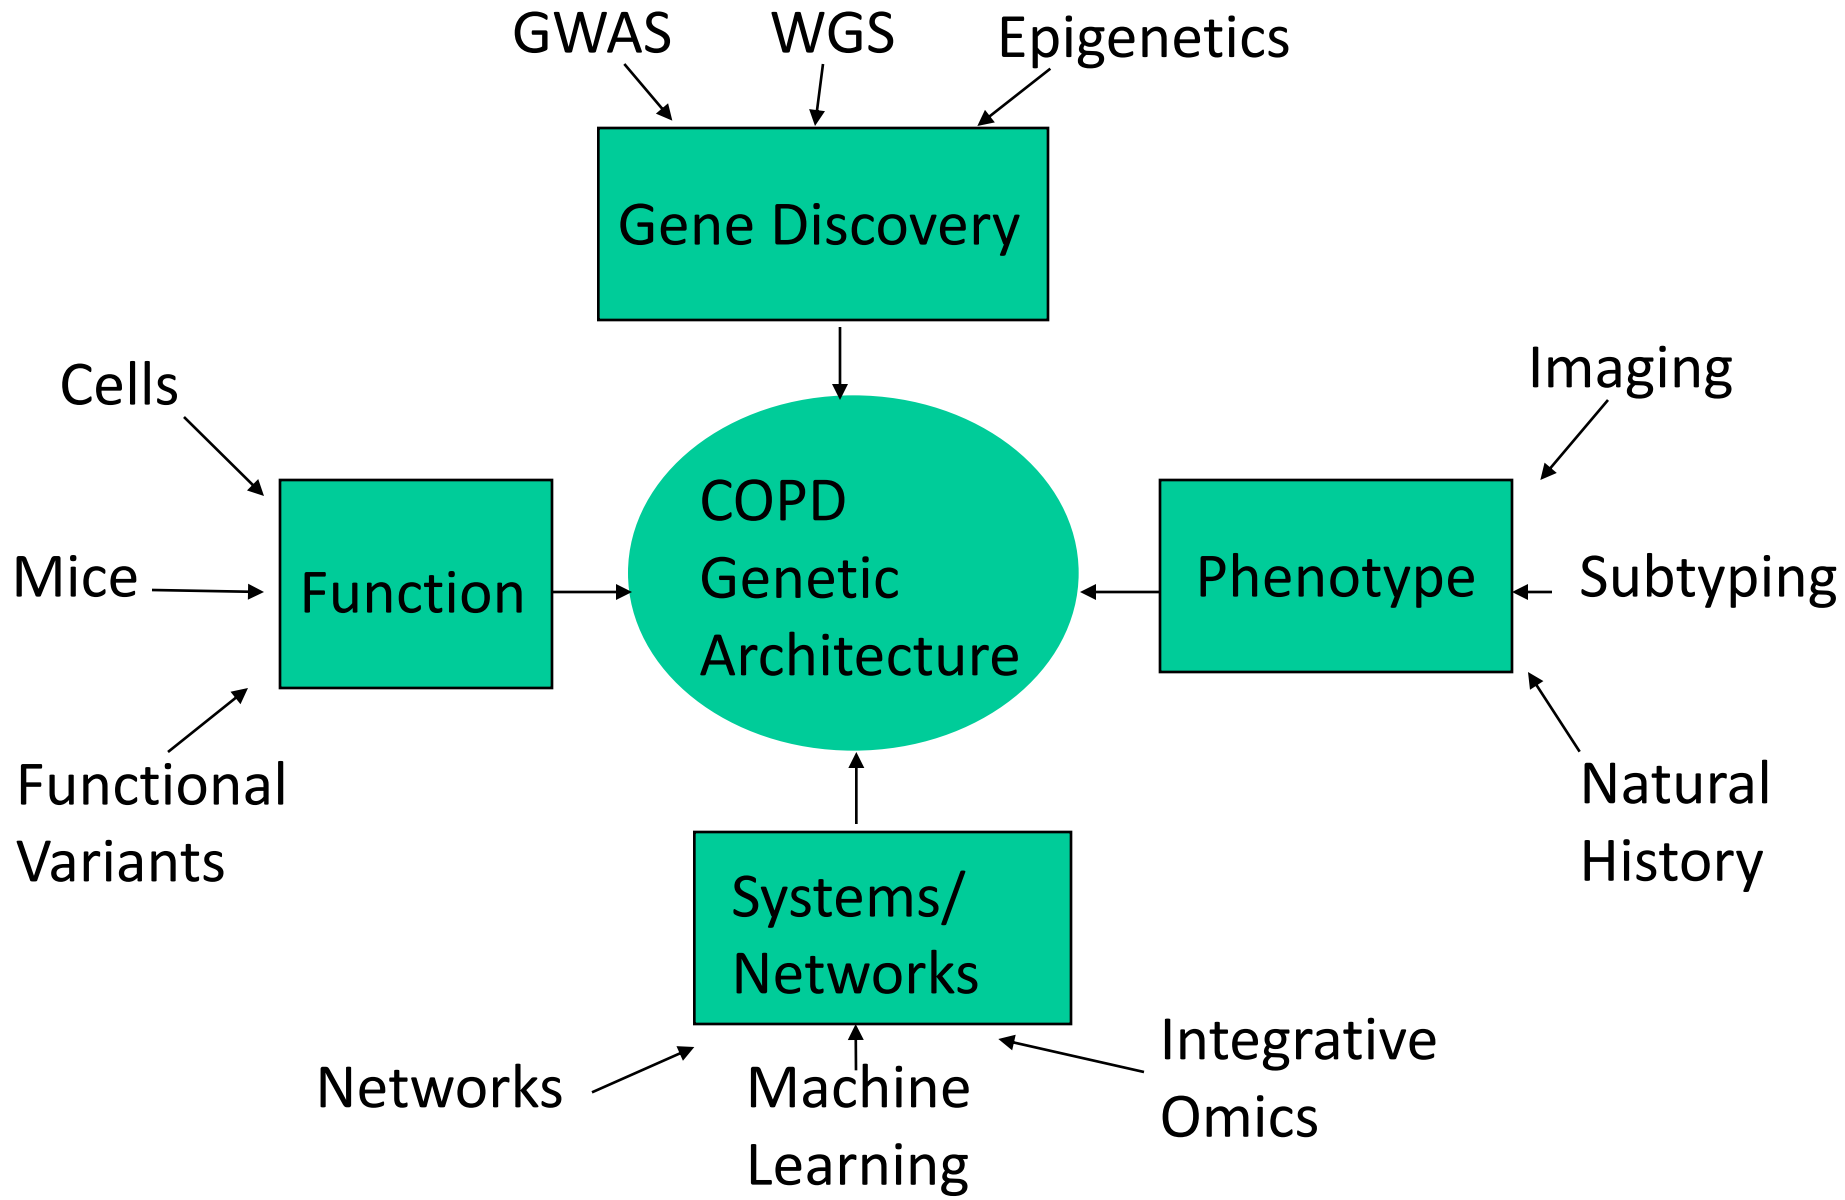 GWAS
WGS
Epigenetics
Gene Discovery
Cells
Imaging
COPD
Genetic
Architecture
Mice
Function
Phenotype
Subtyping
Functional
Variants
Natural
History
Systems/
Networks
Networks
Machine
Learning
Integrative
Omics